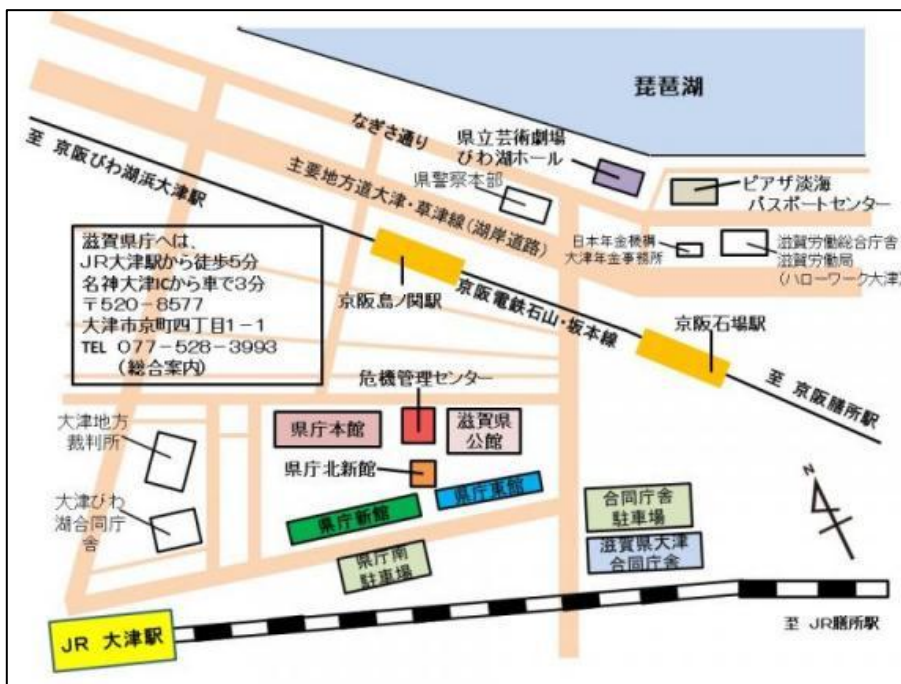 琵琶湖
なぎさ通り
県立芸術劇場
びわ湖ホール
至 京阪びわ湖浜大津駅
主要地方道大津・草津線(湖岸道路)
県警察本部
ピアザ淡海
パスポートセンター
日本年金機構
大津年金事務所
滋賀労働総合庁舎
滋賀労働局
(ハローワーク大津)
滋賀県庁へは、
JR大津駅から徒歩5分
名神大津ICから車で3分
〒520-8577
大津市京町四丁目1-1
TEL 077-528-3993
(総合案内)
京阪島ノ関駅
京阪電鉄石山・坂本線
京阪石場駅
至 京阪膳所駅
危機管理センター
大津地方
裁判所
県庁本館
滋賀県
公館
県庁北新館
県庁東館
大津びわ
湖合同庁
舎
県庁新館
合同庁舎
駐車場
N
県庁南
駐車場
滋賀県大津
合同庁舎
JR 大津駅
至 JR膳所駅